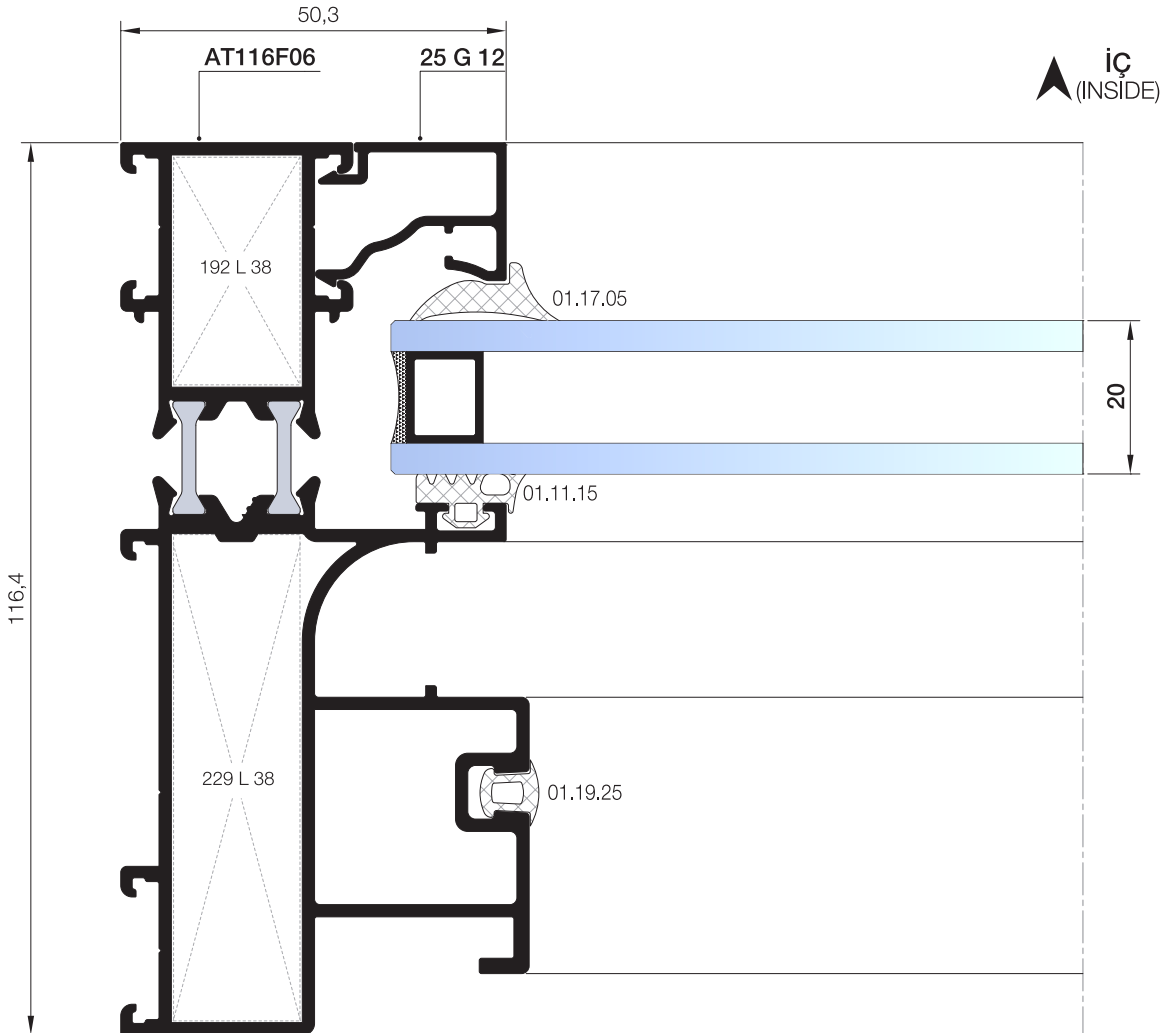 50,3
AT116F06
25 G 12
İÇ
(INSIDE)
192 L 38
01.17.05
20
01.11.15
116,4
229 L 38
01.19.25